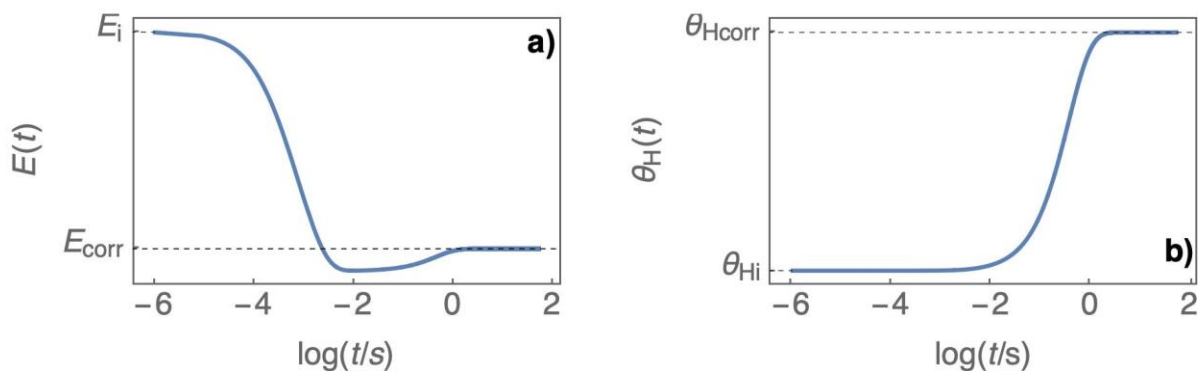 E_i
a)
E(t)
E_corr
−6 −4 −2 0 2
log(t/s)
θ_Hcorr
θ_H(t)
b)
θ_Hi
−6 −4 −2 0 2
log(t/s)